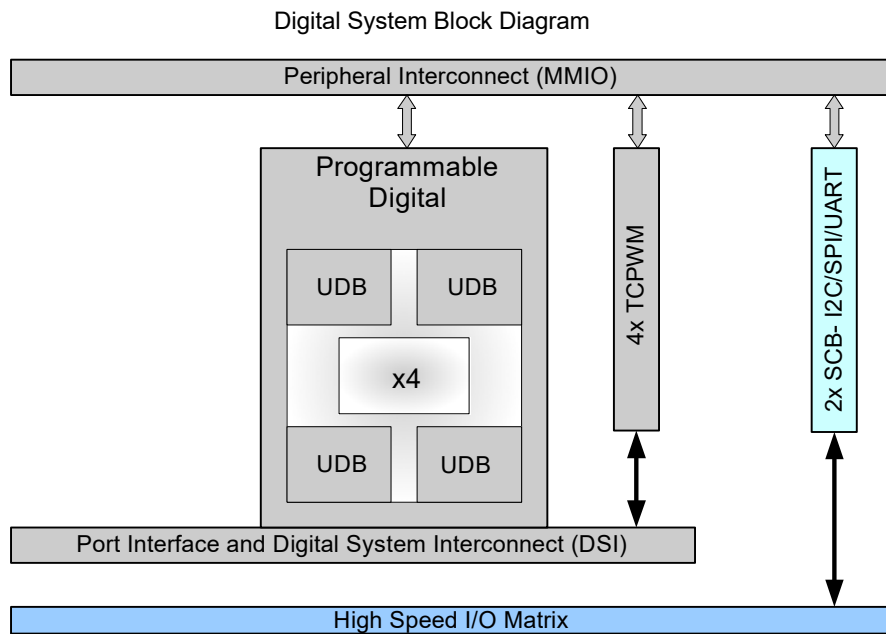 Digital System Block Diagram
Peripheral Interconnect (MMIO)
Programmable
Digital
UDB
UDB
x4
UDB
UDB
4x TCPWM
2x SCB- I2C/SPI/UART
Port Interface and Digital System Interconnect (DSI)
High Speed I/O Matrix